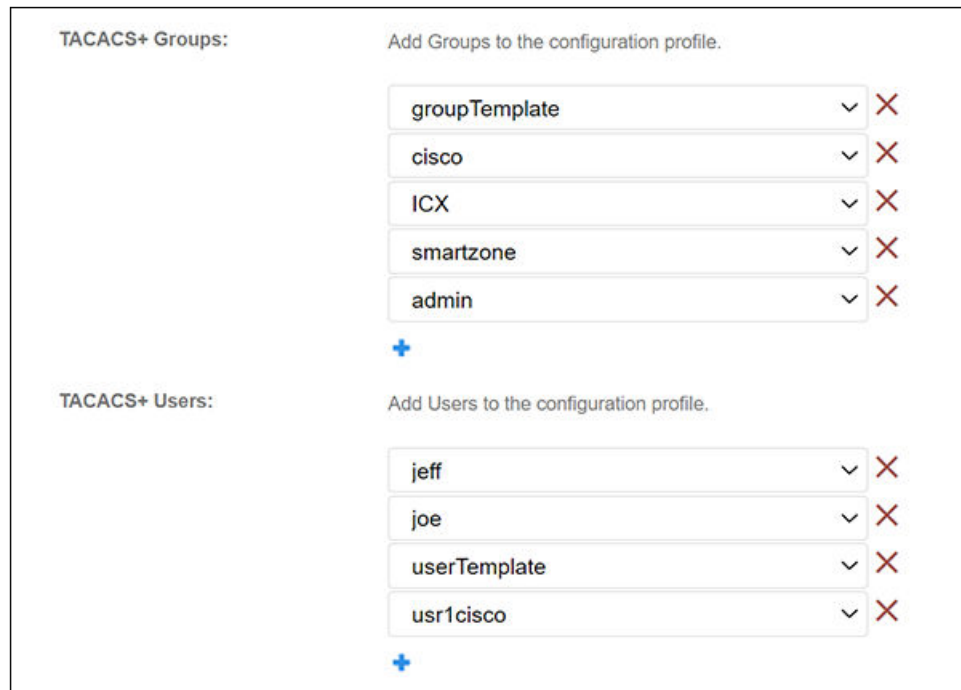 TACACS+ Groups:
Add Groups to the configuration profile.
groupTemplate
cisco
ICX
smartzone
admin
TACACS+ Users:
Add Users to the configuration profile.
jeff
joe
userTemplate
usr1cisco